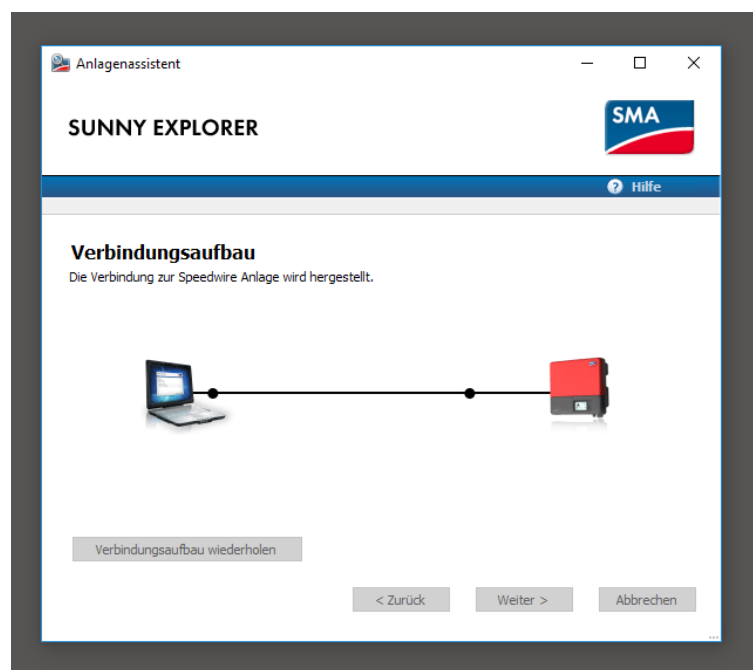 Anlagenassistent
SUNNY EXPLORER
SMA
? Hilfe
Verbindungsaufbau
Die Verbindung zur Speedwire Anlage wird hergestellt.
Verbindungsaufbau wiederholen
< Zurück Weiter > Abbrechen